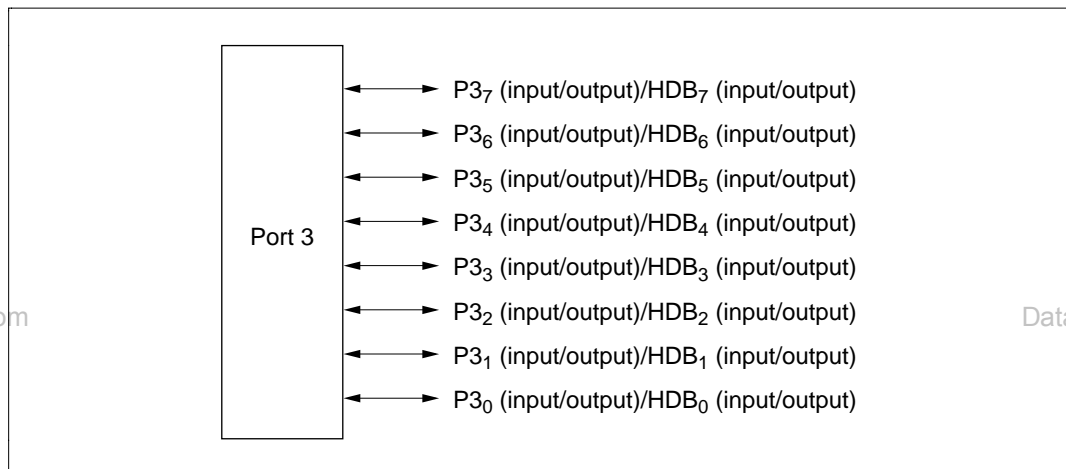 P3₇ (input/output)/HDB₇ (input/output)
P3₆ (input/output)/HDB₆ (input/output)
P3₅ (input/output)/HDB₅ (input/output)
P3₄ (input/output)/HDB₄ (input/output)
Port 3
P3₃ (input/output)/HDB₃ (input/output)
P3₂ (input/output)/HDB₂ (input/output)
P3₁ (input/output)/HDB₁ (input/output)
P3₀ (input/output)/HDB₀ (input/output)
om
Data